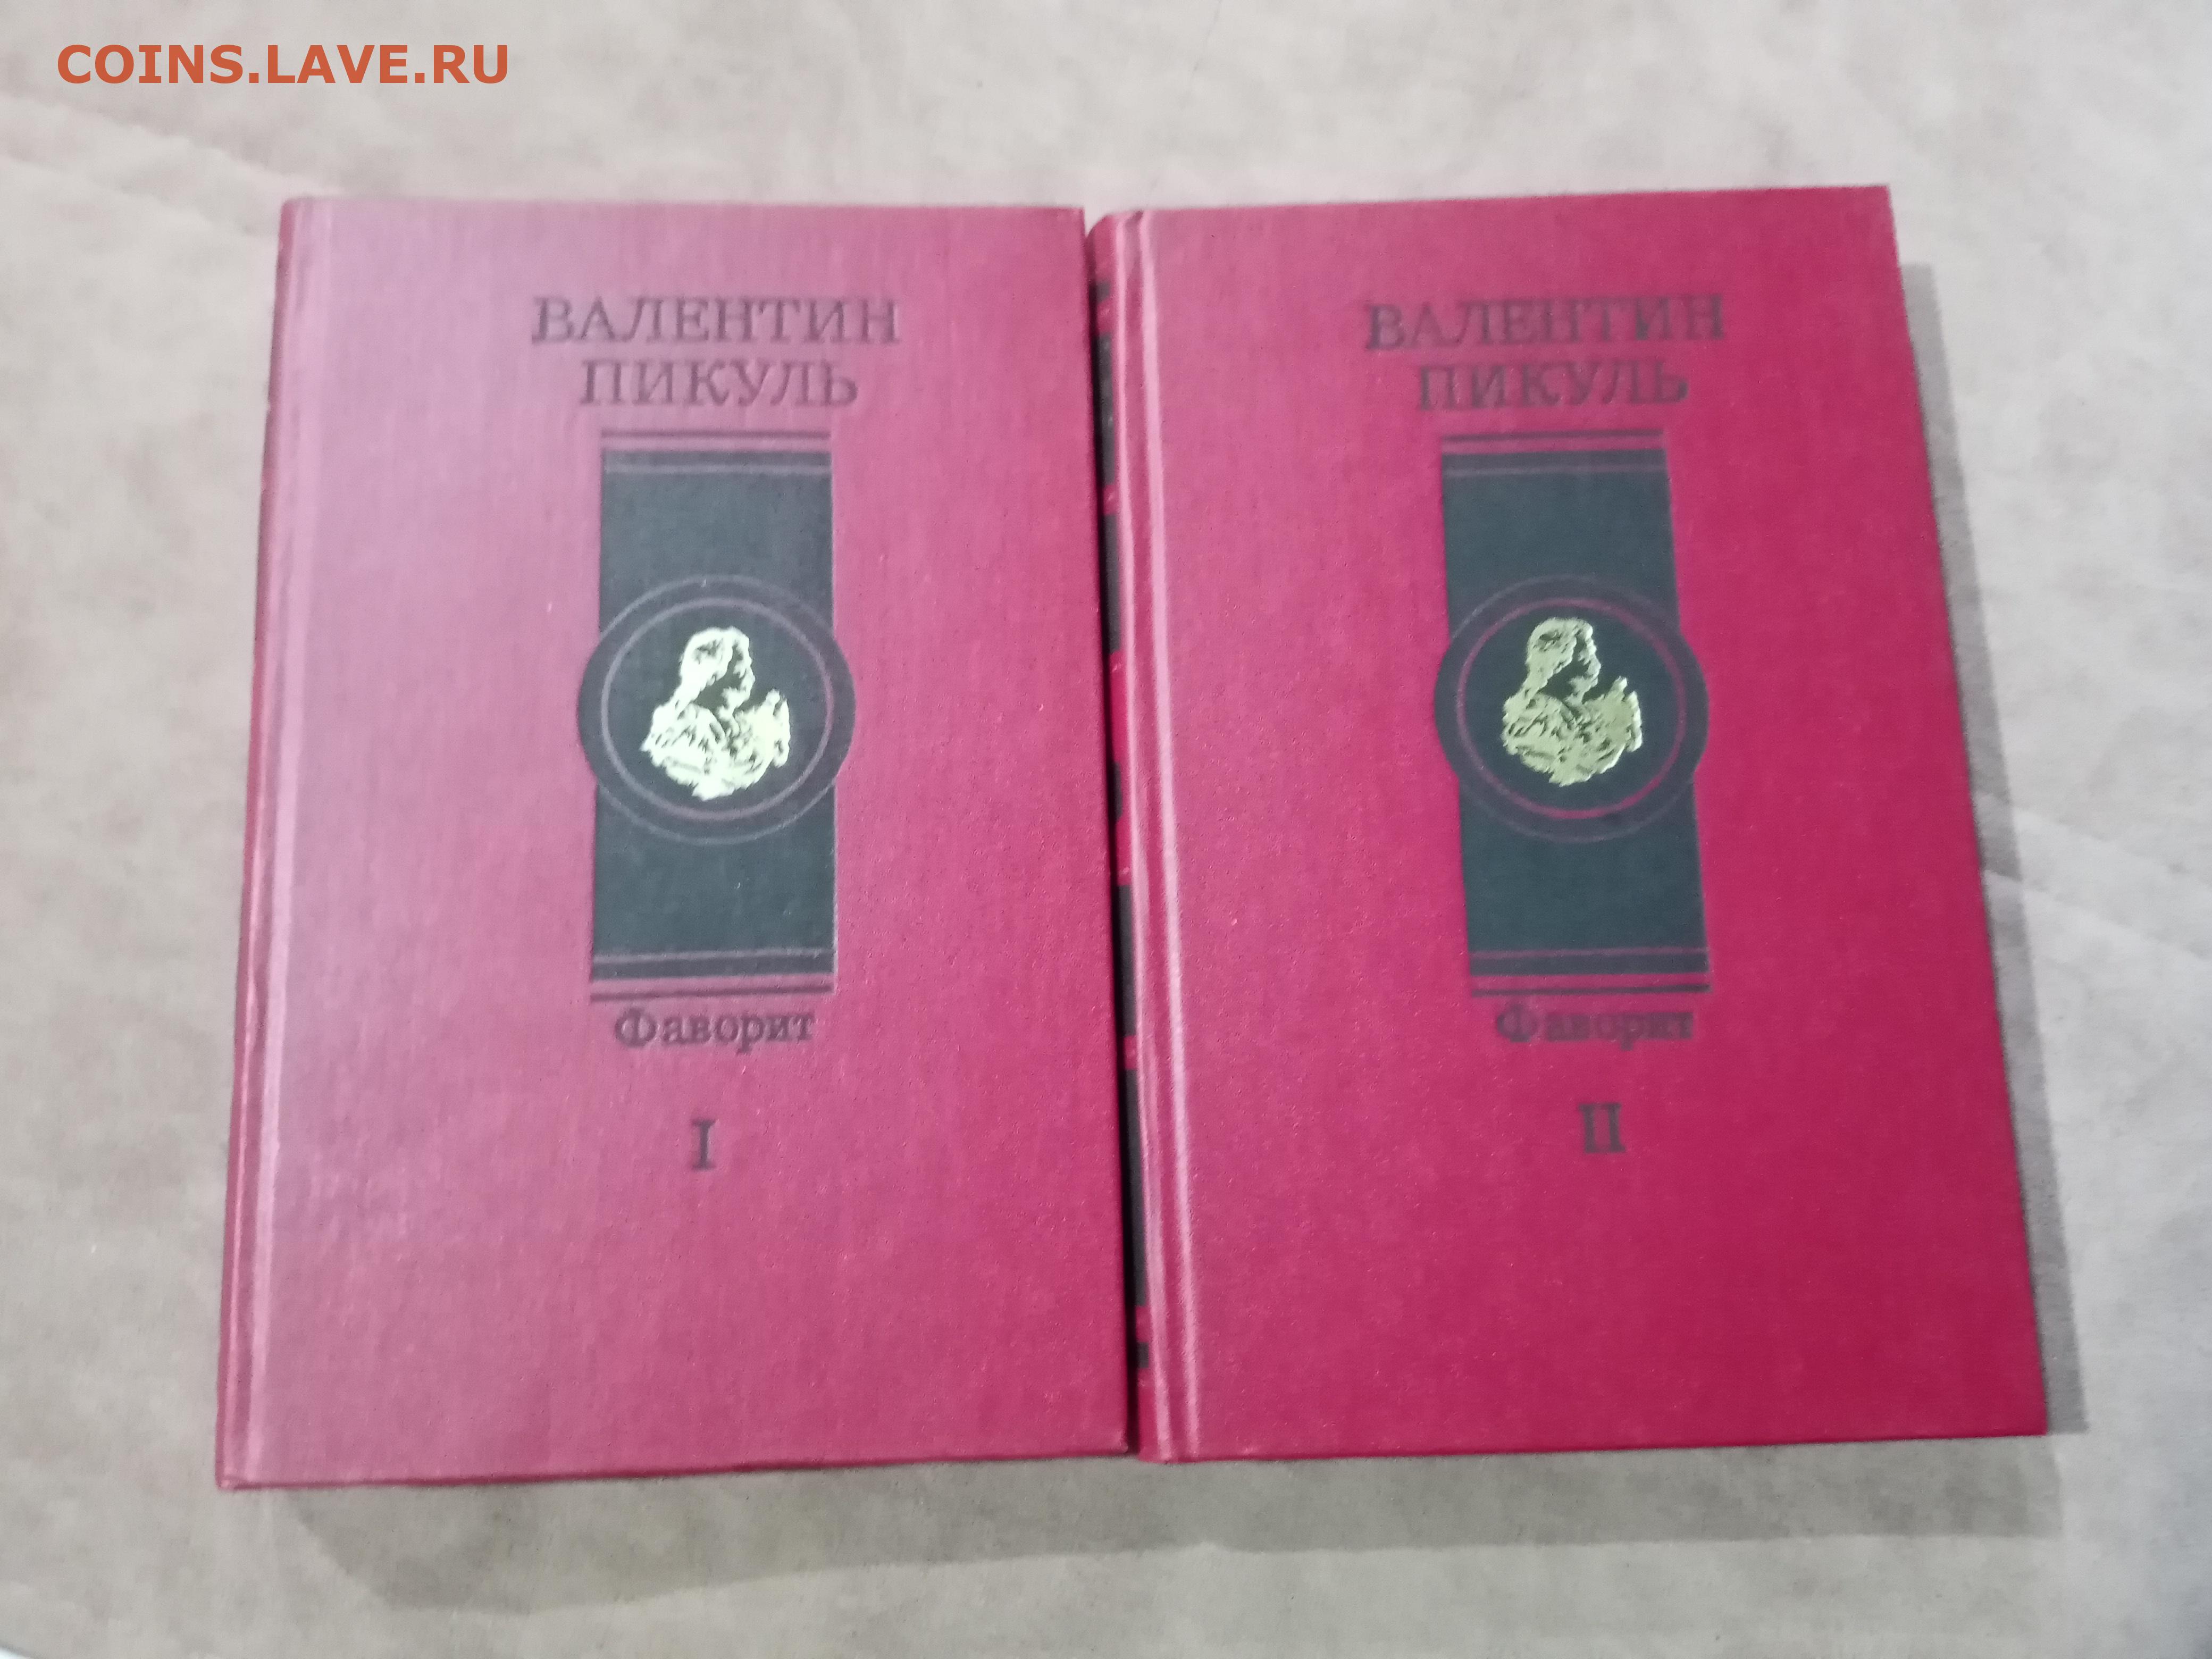 COINS.LAVE.RU
ВАЛЕНТИН
ПИКУЛЬ
Фаворит
I
ВАЛЕНТИН
ПИКУЛЬ
Фаворит
II